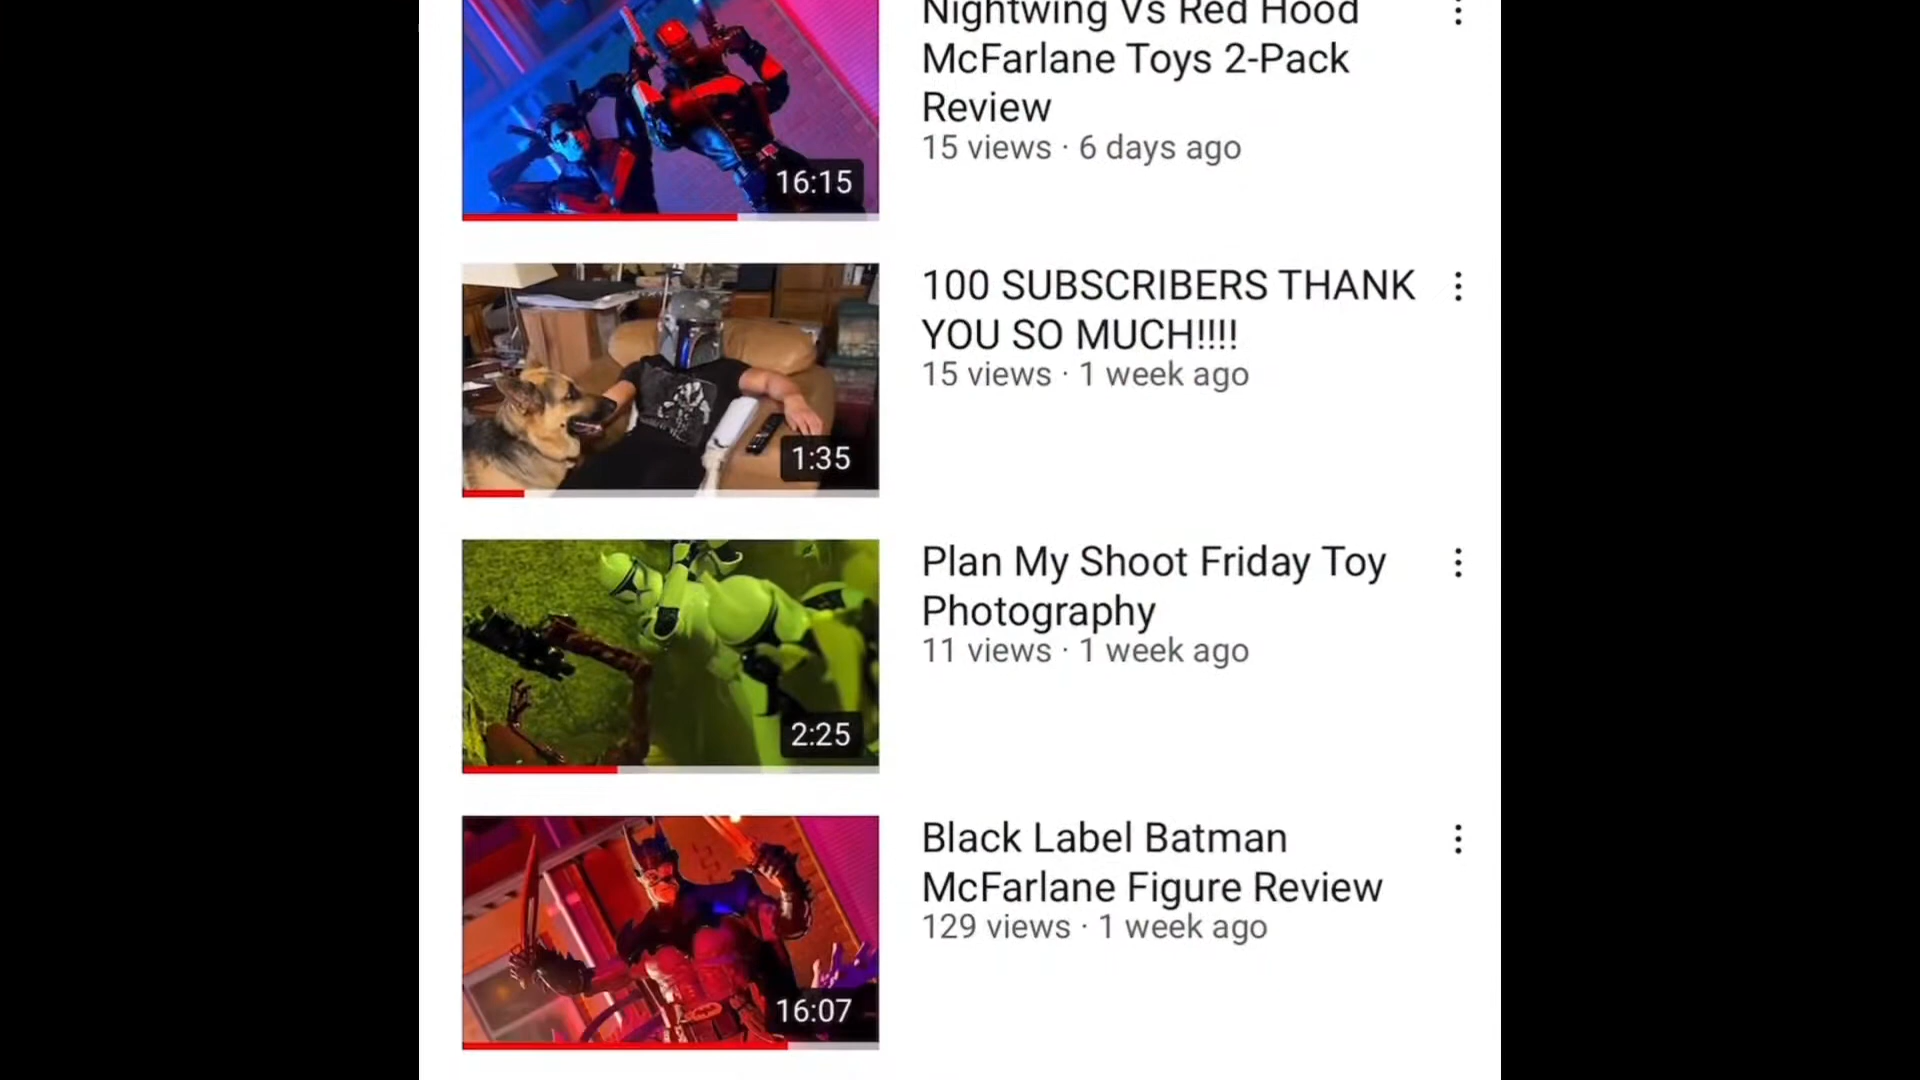 Nightwing Vs Red Hood
McFarlane Toys 2-Pack
Review
15 views · 6 days ago
16:15
100 SUBSCRIBERS THANK
YOU SO MUCH!!!!
15 views · 1 week ago
1:35
Plan My Shoot Friday Toy
Photography
11 views · 1 week ago
2:25
Black Label Batman
McFarlane Figure Review
129 views · 1 week ago
16:07